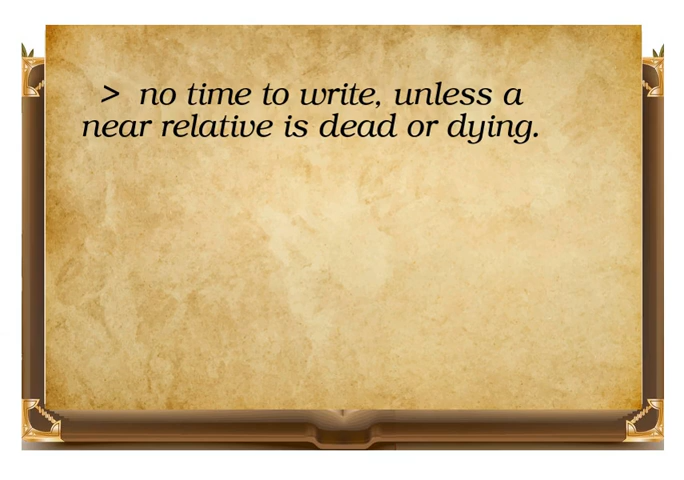 > no time to write, unless a
near relative is dead or dying.